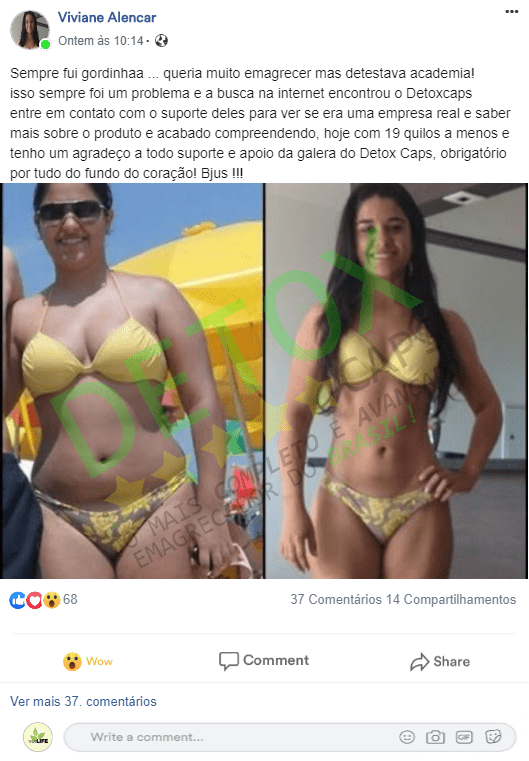 Viviane Alencar
Ontem às 10:14 ·
Sempre fui gordinhaa ... queria muito emagrecer mas detestava academia!
isso sempre foi um problema e a busca na internet encontrou o Detoxcaps
entre em contato com o suporte deles para ver se era uma empresa real e saber
mais sobre o produto e acabado compreendendo, hoje com 19 quilos a menos e
tenho um agradeço a todo suporte e apoio da galera do Detox Caps, obrigatório
por tudo do fundo do coração! Bjus !!!
DETOX
CAPS
O MAIS COMPLETO E AVANÇA
EMAGRECERR DO BRASIL!
68
37 Comentários 14 Compartilhamentos
Wow
Comment
Share
Ver mais 37. comentários
LIFE
Write a comment...
GIF